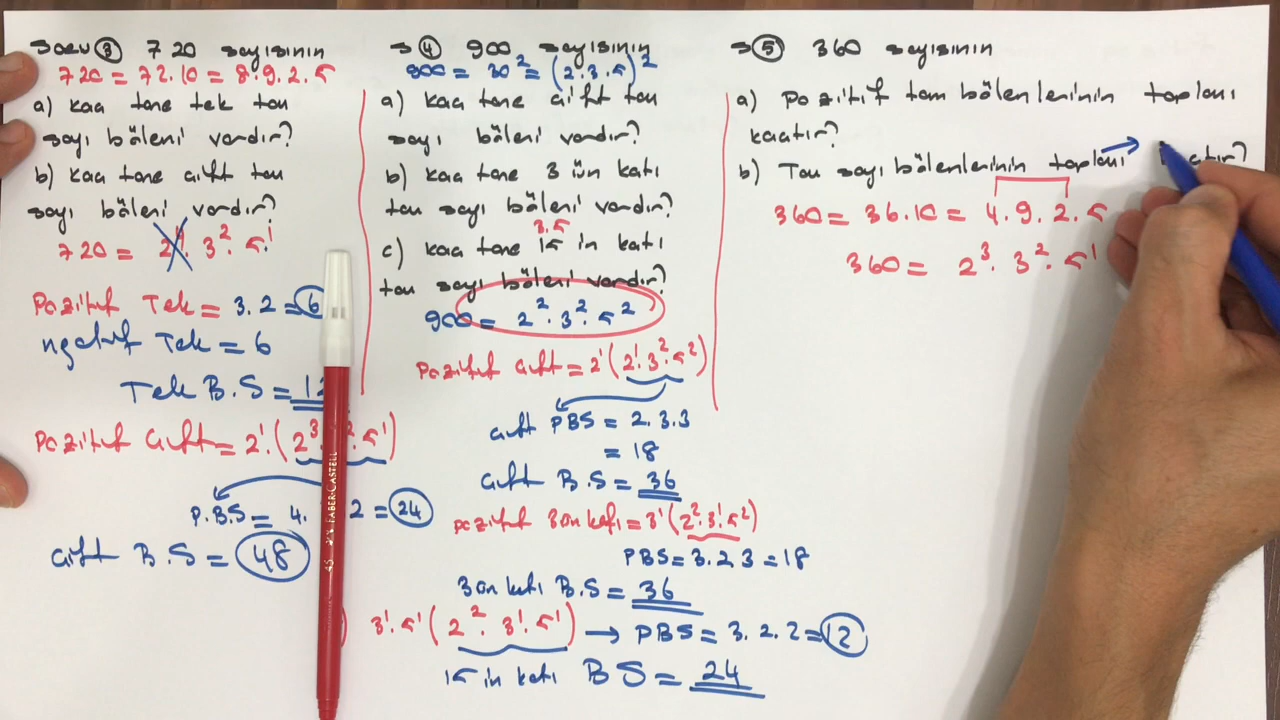 soru ③ 720 sayısının
720 = 72.10 = 8.9.2.5
a) kaç tane tek tam
sayı böleni vardır?
b) kaç tane çift tam
sayı böleni vardır?
720 = 2⁴. 3². 5¹
Pozitif Tek = 3.2 = 6
negatif Tek = 6
Tek B.S = 12
Pozitif çift = 2¹.(2³. 3². 5¹)
P.B.S = 4. 2 = 24
çift B.S = 48
S ④ 900 sayısının
900 = 30² = (2.3.5)²
a) kaç tane çift tam
sayı böleni vardır?
b) kaç tane 3 ün katı
tam sayı böleni vardır?
3.5
c) kaç tane 15 in katı
tam sayı böleni vardır?
900 = 2². 3². 5²
Pozitif çift = 2¹(2¹. 3². 5²)
çift PBS = 2.3.3
= 18
çift B.S = 36
pozitif 3ün katı = 3¹(2². 3¹. 5²)
PBS = 3.2.3 = 18
3ün katı B.S = 36
3¹. 5¹(2². 3¹. 5¹) → PBS = 3.2.2 = 12
15 in katı BS = 24
S ⑤ 360 sayısının
a) Pozitif tam bölenlerinin toplamı
kaçtır?
b) Tam sayı bölenlerinin toplamı kaçtır?
360 = 36.10 = 4.9.2.5
360 = 2³. 3². 5¹
FABER-CASTELL